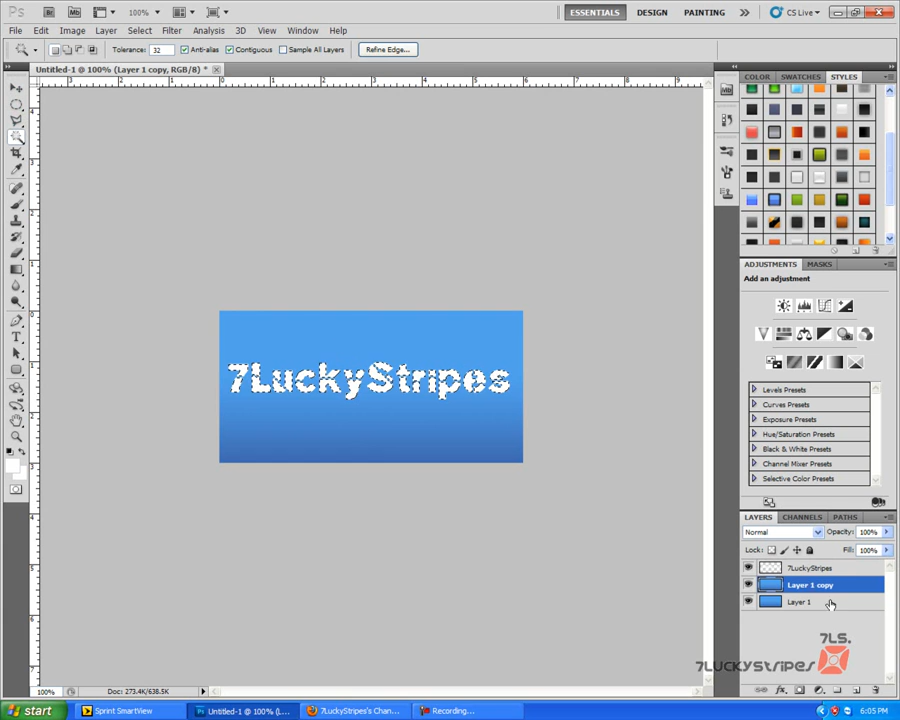 Ps Br Mb 100% ESSENTIALS DESIGN PAINTING CS Live
File Edit Image Layer Select Filter Analysis 3D View Window Help
Tolerance: 32 Anti-alias Contiguous Sample All Layers Refine Edge...
Untitled-1 @ 100% (Layer 1 copy, RGB/8) *
COLOR SWATCHES STYLES
7LuckyStripes
ADJUSTMENTS MASKS
Add an adjustment
Levels Presets
Curves Presets
Exposure Presets
Hue/Saturation Presets
Black & White Presets
Channel Mixer Presets
Selective Color Presets
LAYERS CHANNELS PATHS
Normal Opacity: 100%
Lock: Fill: 100%
7LuckyStripes
Layer 1 copy
Layer 1
7LS.
7LUCKYSTRIPES
100% Doc: 273.4K/638.5K
start Sprint SmartView Untitled-1 @ 100% (L... 7LuckyStripes's Chan... Recording... 6:05 PM